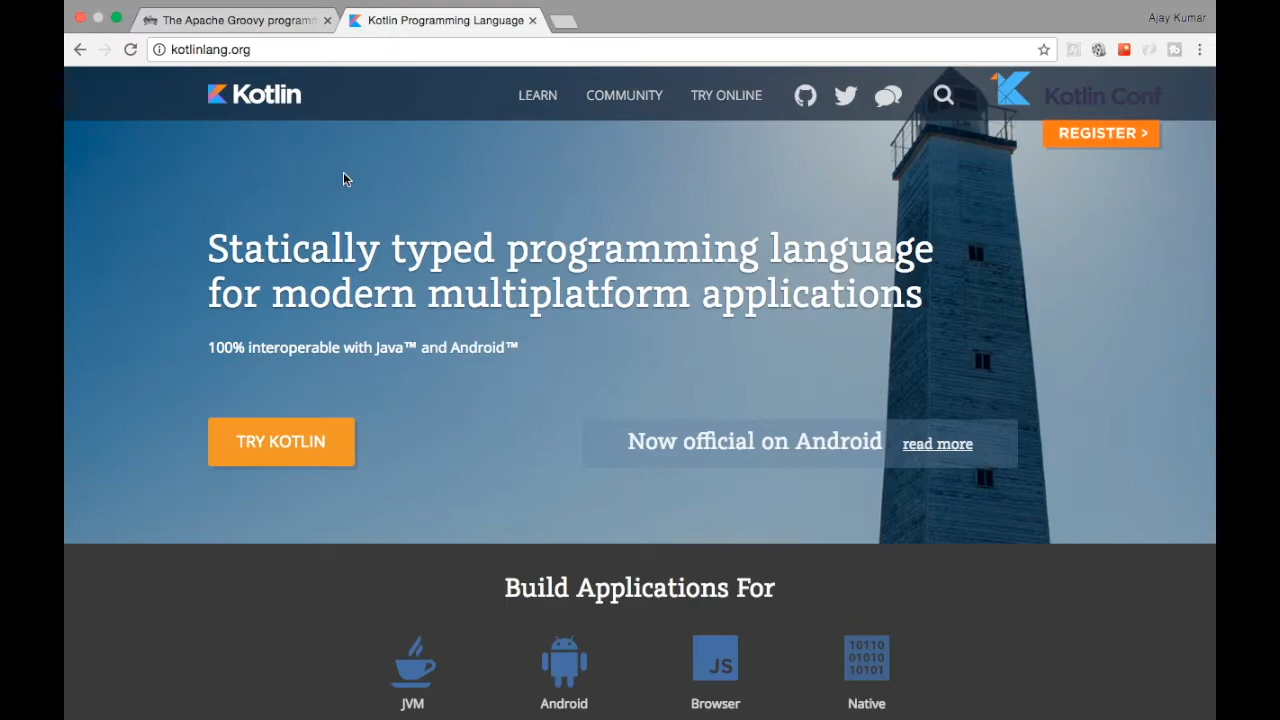 The Apache Groovy programm
Kotlin Programming Language
Ajay Kumar
kotlinlang.org
Kotlin
LEARN
COMMUNITY
TRY ONLINE
Kotlin Conf
REGISTER >
Statically typed programming language
for modern multiplatform applications
100% interoperable with Java™ and Android™
TRY KOTLIN
Now official on Android read more
Build Applications For
JS
10110
01010
10101
JVM
Android
Browser
Native